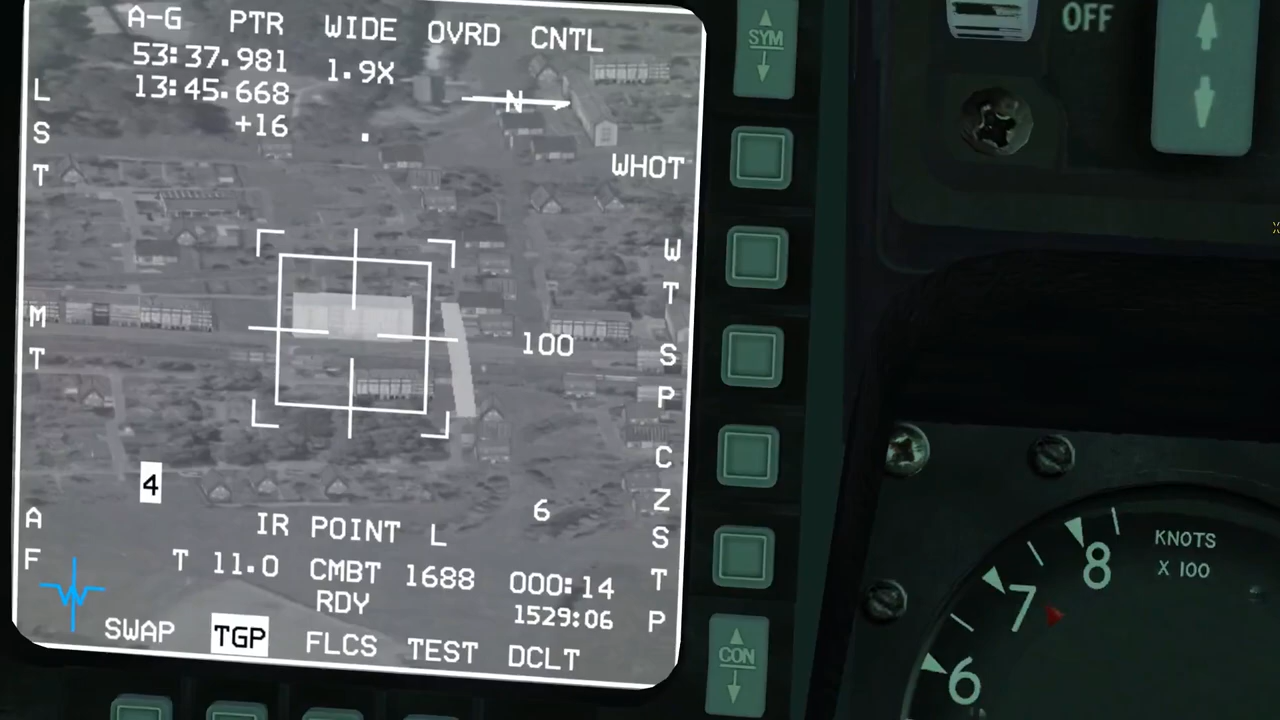 A-G PTR WIDE OVRD CNTL
53:37.981 1.9X
13:45.668
+16
N
WHOT
L
S
T
W
T
M
T
S
P
100
C
Z
4
6
A
F
S
T
P
IR POINT L
T 11.0 CMBT 1688 000:14
RDY 1529:06
SWAP TGP FLCS TEST DCLT
SYM
CON
OFF
KNOTS
X 100
8
7
6